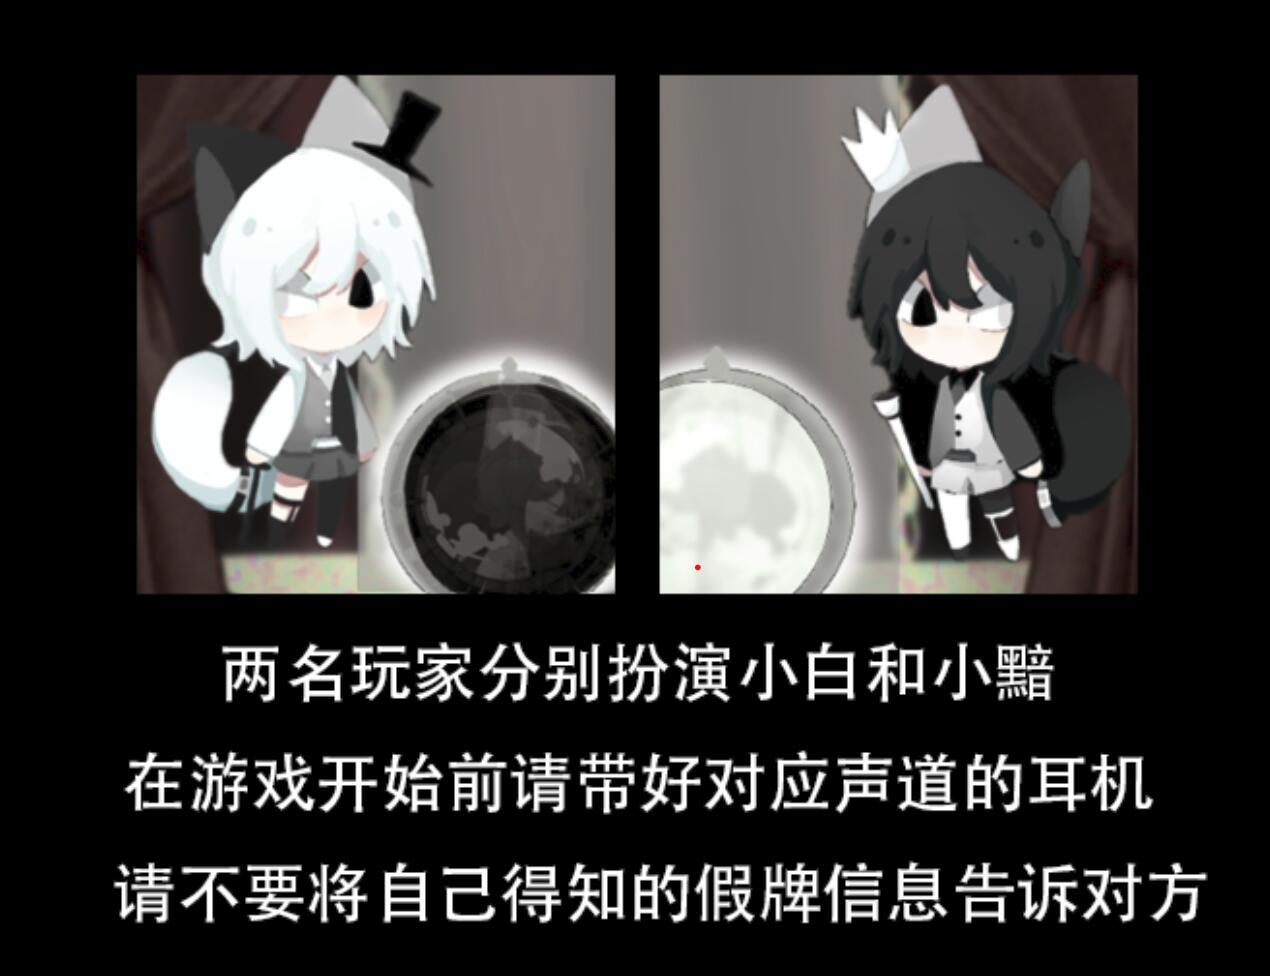 两名玩家分别扮演小白和小黯
在游戏开始前请带好对应声道的耳机
请不要将自己得知的假牌信息告诉对方